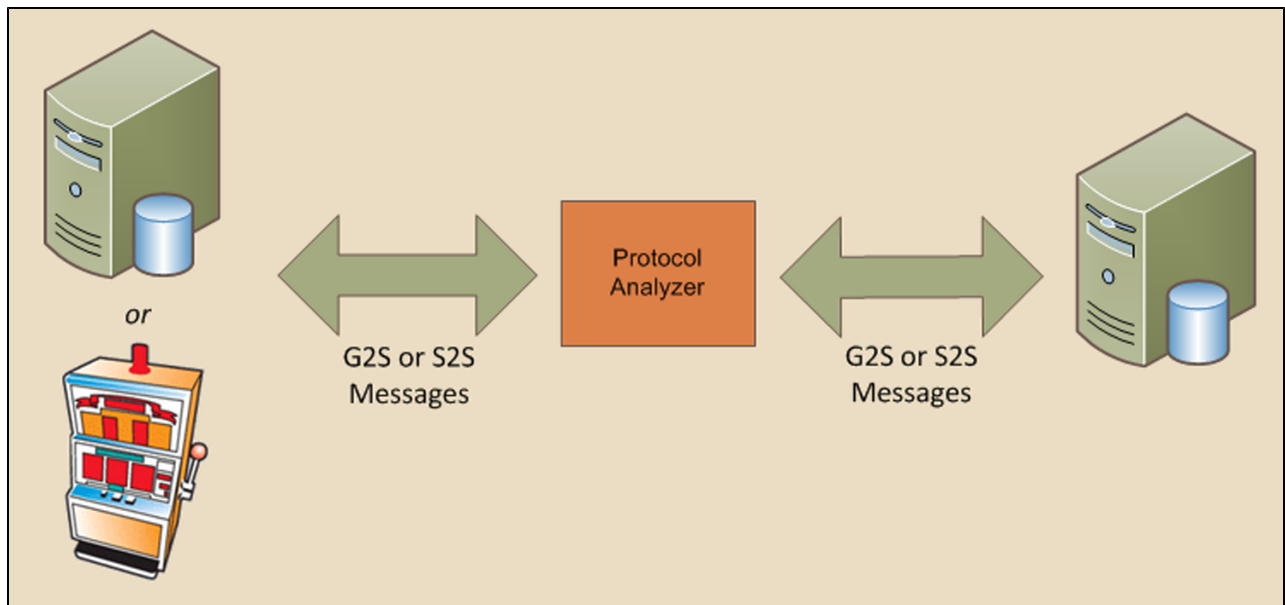 or
G2S or S2S
Messages
Protocol
Analyzer
G2S or S2S
Messages